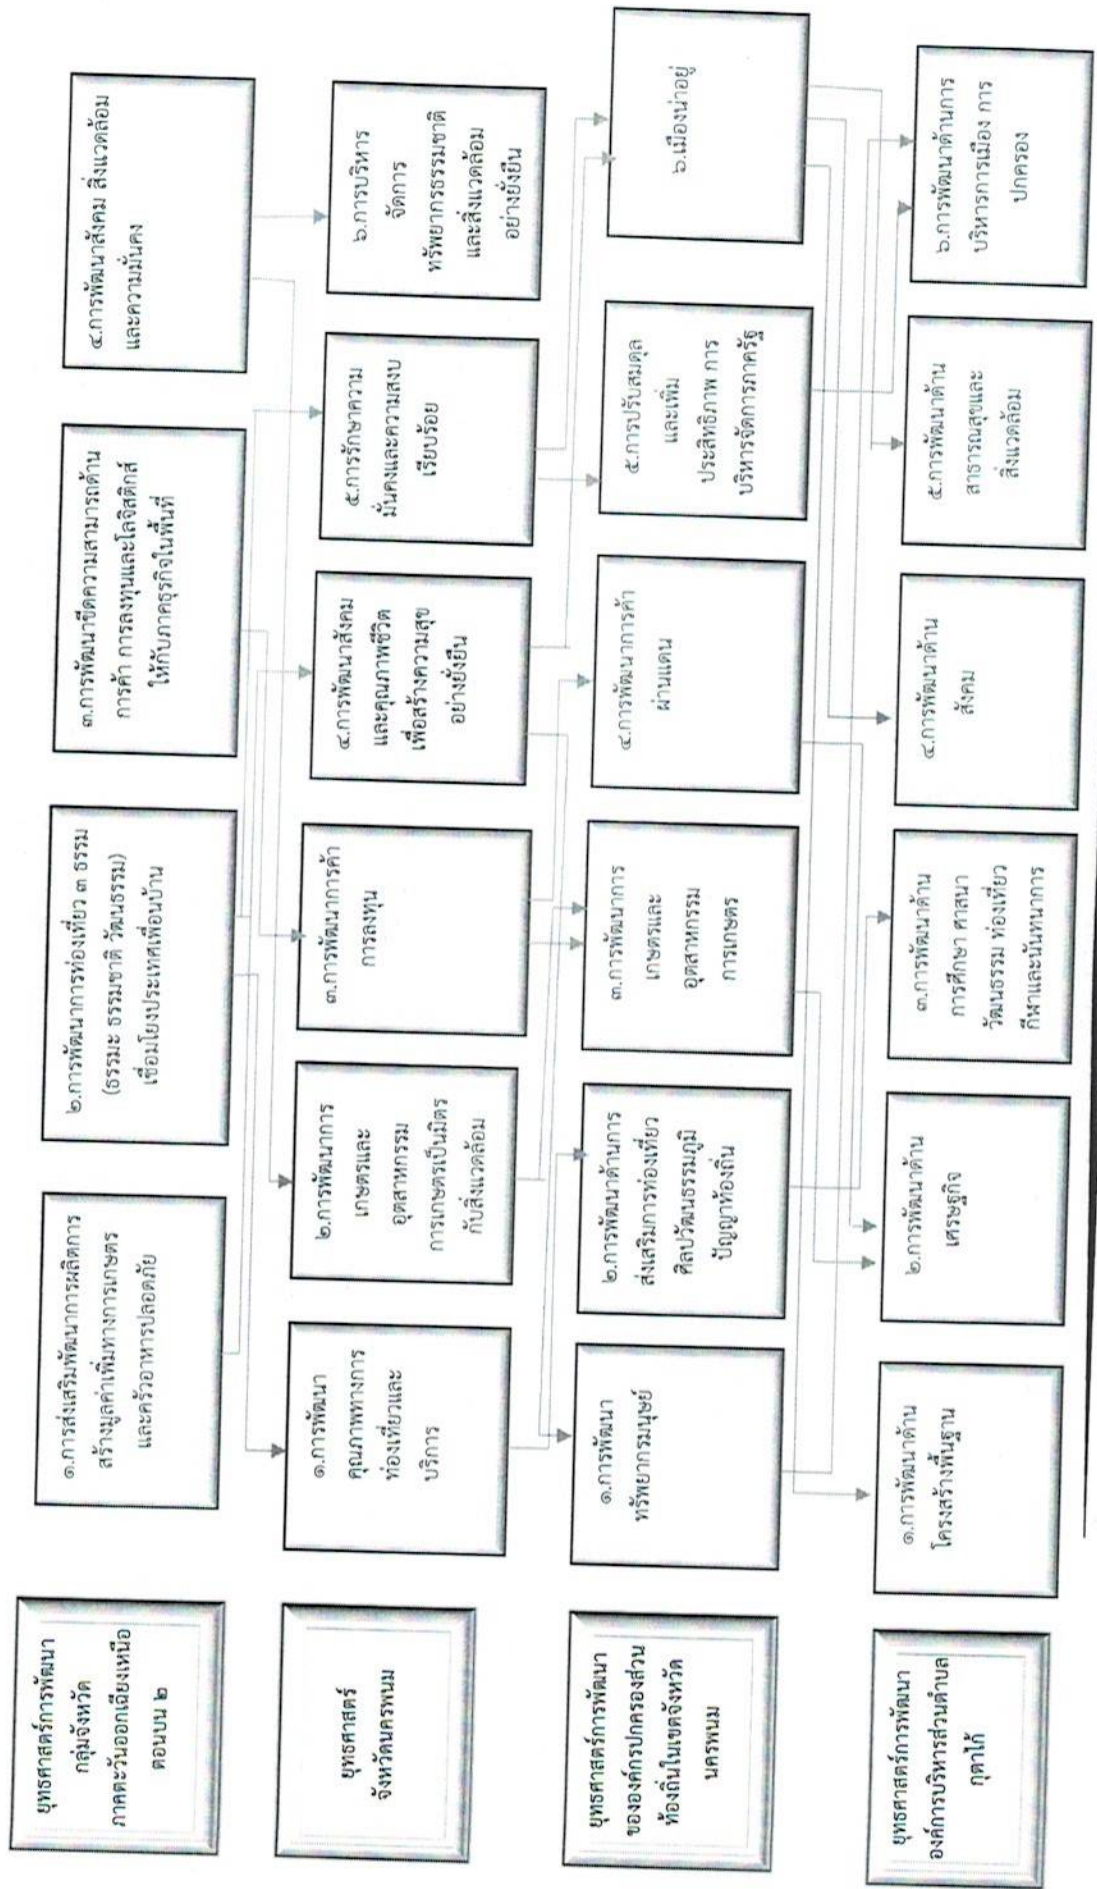 ยุทธศาสตร์การพัฒนา
กลุ่มจังหวัด
ภาคตะวันออกเฉียงเหนือ
ตอนบน ๒
๑.การส่งเสริมพัฒนาการผลิตการ
สร้างมูลค่าเพิ่มทางการเกษตร
และครัวอาหารปลอดภัย
๒.การพัฒนาการท่องเที่ยว ๓ ธรรม
(ธรรมะ ธรรมชาติ วัฒนธรรม)
เชื่อมโยงประเทศเพื่อนบ้าน
๓.การพัฒนาขีดความสามารถด้าน
การค้า การลงทุนและโลจิสติกส์
ให้กับภาคธุรกิจในพื้นที่
๔.การพัฒนาสังคม สิ่งแวดล้อม
และความมั่นคง
ยุทธศาสตร์
จังหวัดนครพนม
๑.การพัฒนา
คุณภาพทางการ
ท่องเที่ยวและ
บริการ
๒.การพัฒนาการ
เกษตรและ
อุตสาหกรรม
การเกษตรเป็นมิตร
กับสิ่งแวดล้อม
๓.การพัฒนาการค้า
การลงทุน
๔.การพัฒนาสังคม
และคุณภาพชีวิต
เพื่อสร้างความสุข
อย่างยั่งยืน
๕.การรักษาความ
มั่นคงและความสงบ
เรียบร้อย
๖.การบริหาร
จัดการ
ทรัพยากรธรรมชาติ
และสิ่งแวดล้อม
อย่างยั่งยืน
ยุทธศาสตร์การพัฒนา
ขององค์กรปกครองส่วน
ท้องถิ่นในเขตจังหวัด
นครพนม
๑.การพัฒนา
ทรัพยากรมนุษย์
๒.การพัฒนาด้านการ
ส่งเสริมการท่องเที่ยว
ศิลปวัฒนธรรมภูมิ
ปัญญาท้องถิ่น
๓.การพัฒนาการ
เกษตรและ
อุตสาหกรรม
การเกษตร
๔.การพัฒนาการค้า
ผ่านแดน
๕.การปรับสมดุล
และเพิ่ม
ประสิทธิภาพ การ
บริหารจัดการภาครัฐ
๖.เมืองน่าอยู่
ยุทธศาสตร์การพัฒนา
องค์การบริหารส่วนตำบล
กุตาไก้
๑.การพัฒนาด้าน
โครงสร้างพื้นฐาน
๒.การพัฒนาด้าน
เศรษฐกิจ
๓.การพัฒนาด้าน
การศึกษา ศาสนา
วัฒนธรรม ท่องเที่ยว
กีฬาและนันทนาการ
๔.การพัฒนาด้าน
สังคม
๕.การพัฒนาด้าน
สาธารณสุขและ
สิ่งแวดล้อม
๖.การพัฒนาด้านการ
บริหารการเมือง การ
ปกครอง